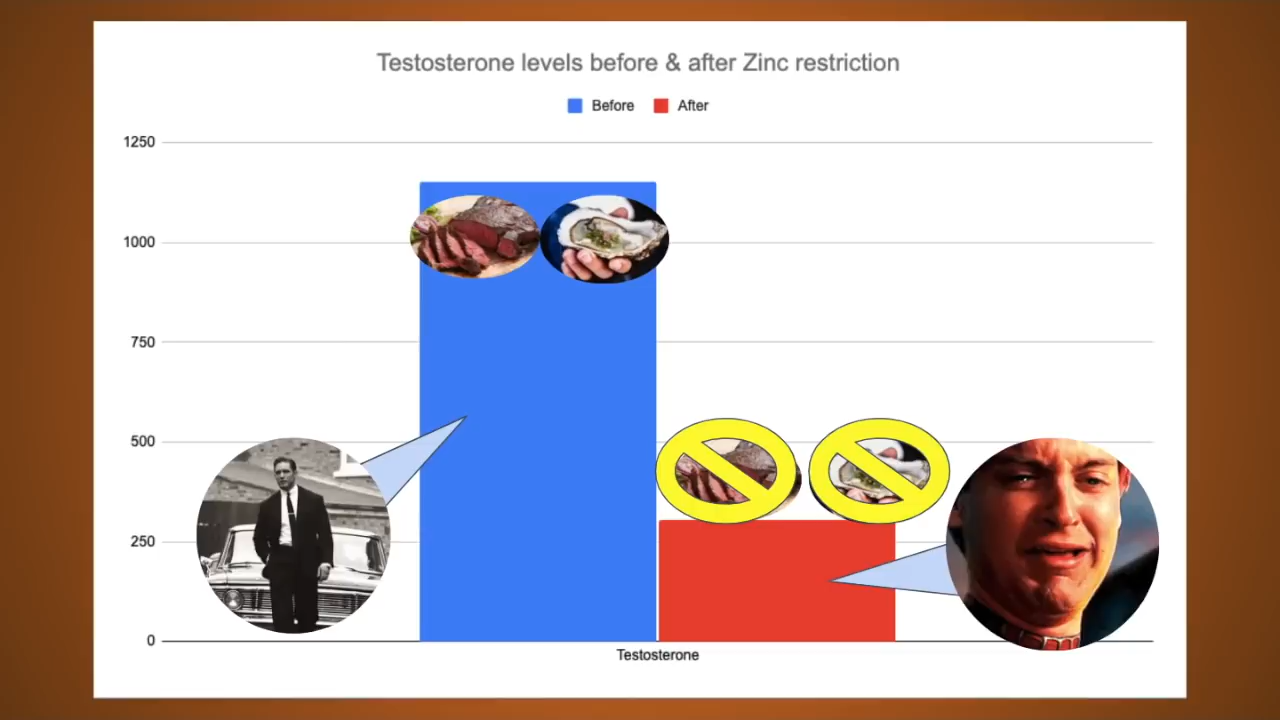 Testosterone levels before & after Zinc restriction
Before After
1250
1000
750
500
250
0
Testosterone